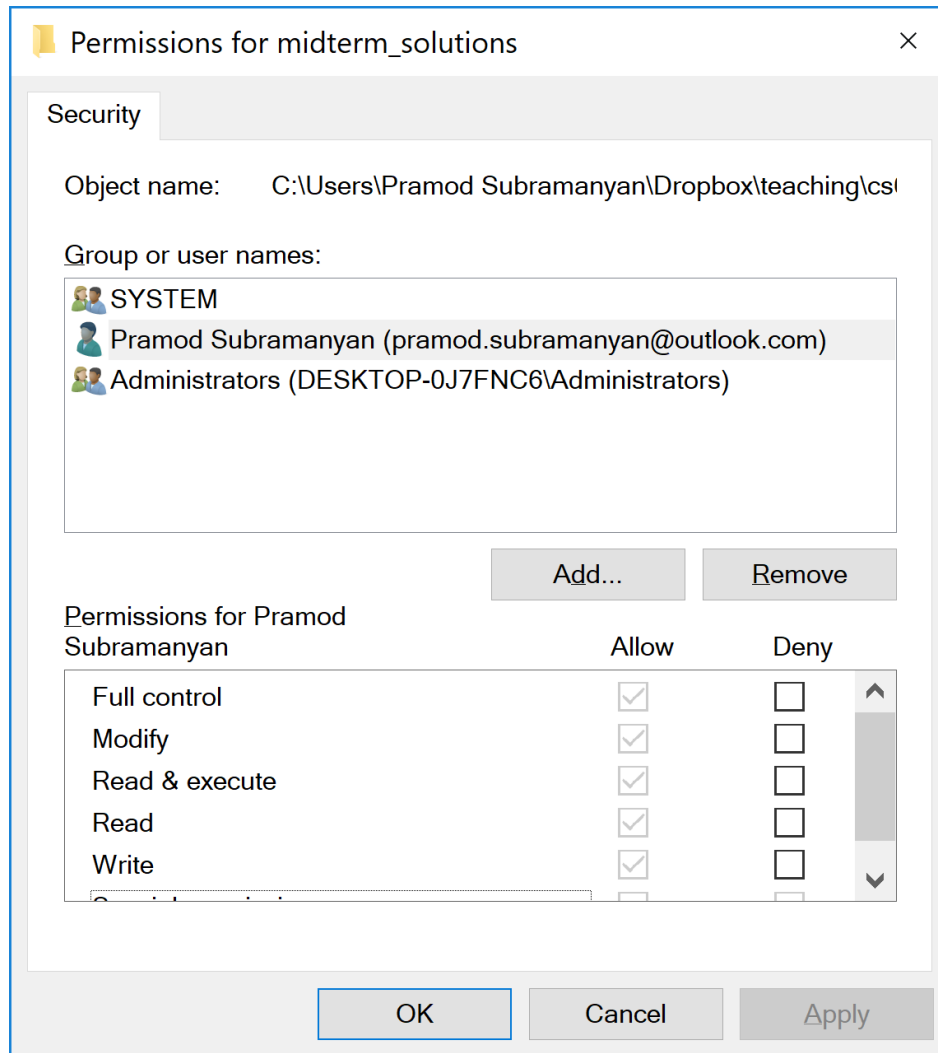 Permissions for midterm_solutions
Security
Object name: C:\Users\Pramod Subramanyan\Dropbox\teaching\cs
Group or user names:
SYSTEM
Pramod Subramanyan (pramod.subramanyan@outlook.com)
Administrators (DESKTOP-0J7FNC6\Administrators)
Add... Remove
Permissions for Pramod
Subramanyan Allow Deny
Full control
Modify
Read & execute
Read
Write
OK Cancel Apply